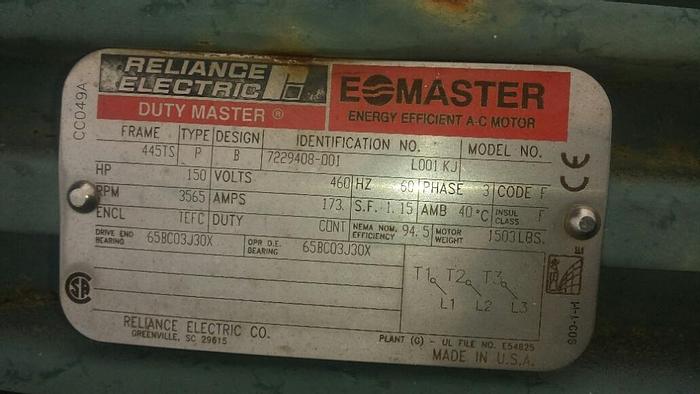 RELIANCE ELECTRIC
DUTY MASTER ®
E MASTER
ENERGY EFFICIENT A-C MOTOR
CC049A
FRAME TYPE DESIGN IDENTIFICATION NO. MODEL NO.
445TS P B 7229408-001 L001 KJ
HP 150 VOLTS 460 HZ 60 PHASE 3 CODE F
RPM 3565 AMPS 173. S.F. 1.15 AMB 40°C INSUL CLASS F
ENCL TEFC DUTY CONT NEMA NOM. EFFICIENCY 94.5 MOTOR WEIGHT 1503LBS.
DRIVE END BEARING 65BC03J30X OPP. D.E. BEARING 65BC03J30X
T1 T2 T3
L1 L2 L3
CE
RELIANCE ELECTRIC CO.
GREENVILLE, SC 29615
PLANT (G) - UL FILE NO. E54825
MADE IN U.S.A.